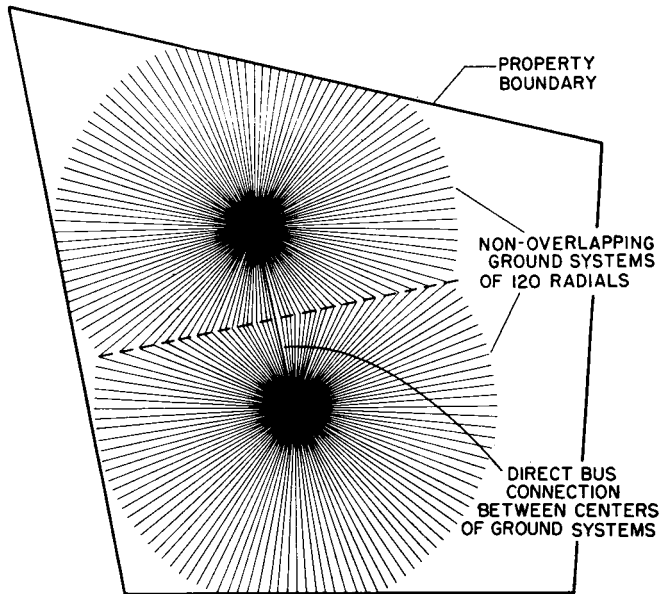 PROPERTY
BOUNDARY
NON-OVERLAPPING
GROUND SYSTEMS
OF 120 RADIALS
DIRECT BUS
CONNECTION
BETWEEN CENTERS
OF GROUND SYSTEMS